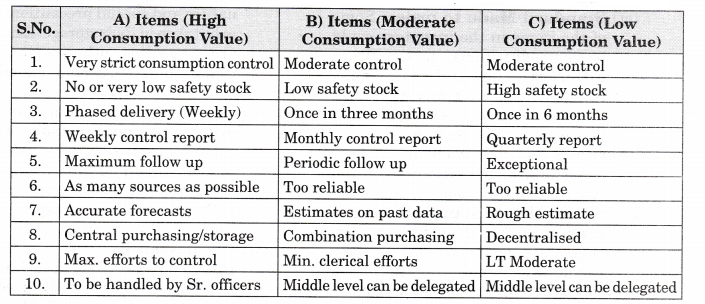 S.No. A) Items (High Consumption Value) B) Items (Moderate Consumption Value) C) Items (Low Consumption Value)
1. Very strict consumption control Moderate control Moderate control
2. No or very low safety stock Low safety stock High safety stock
3. Phased delivery (Weekly) Once in three months Once in 6 months
4. Weekly control report Monthly control report Quarterly report
5. Maximum follow up Periodic follow up Exceptional
6. As many sources as possible Too reliable Too reliable
7. Accurate forecasts Estimates on past data Rough estimate
8. Central purchasing/storage Combination purchasing Decentralised
9. Max. efforts to control Min. clerical efforts LT Moderate
10. To be handled by Sr. officers Middle level can be delegated Middle level can be delegated